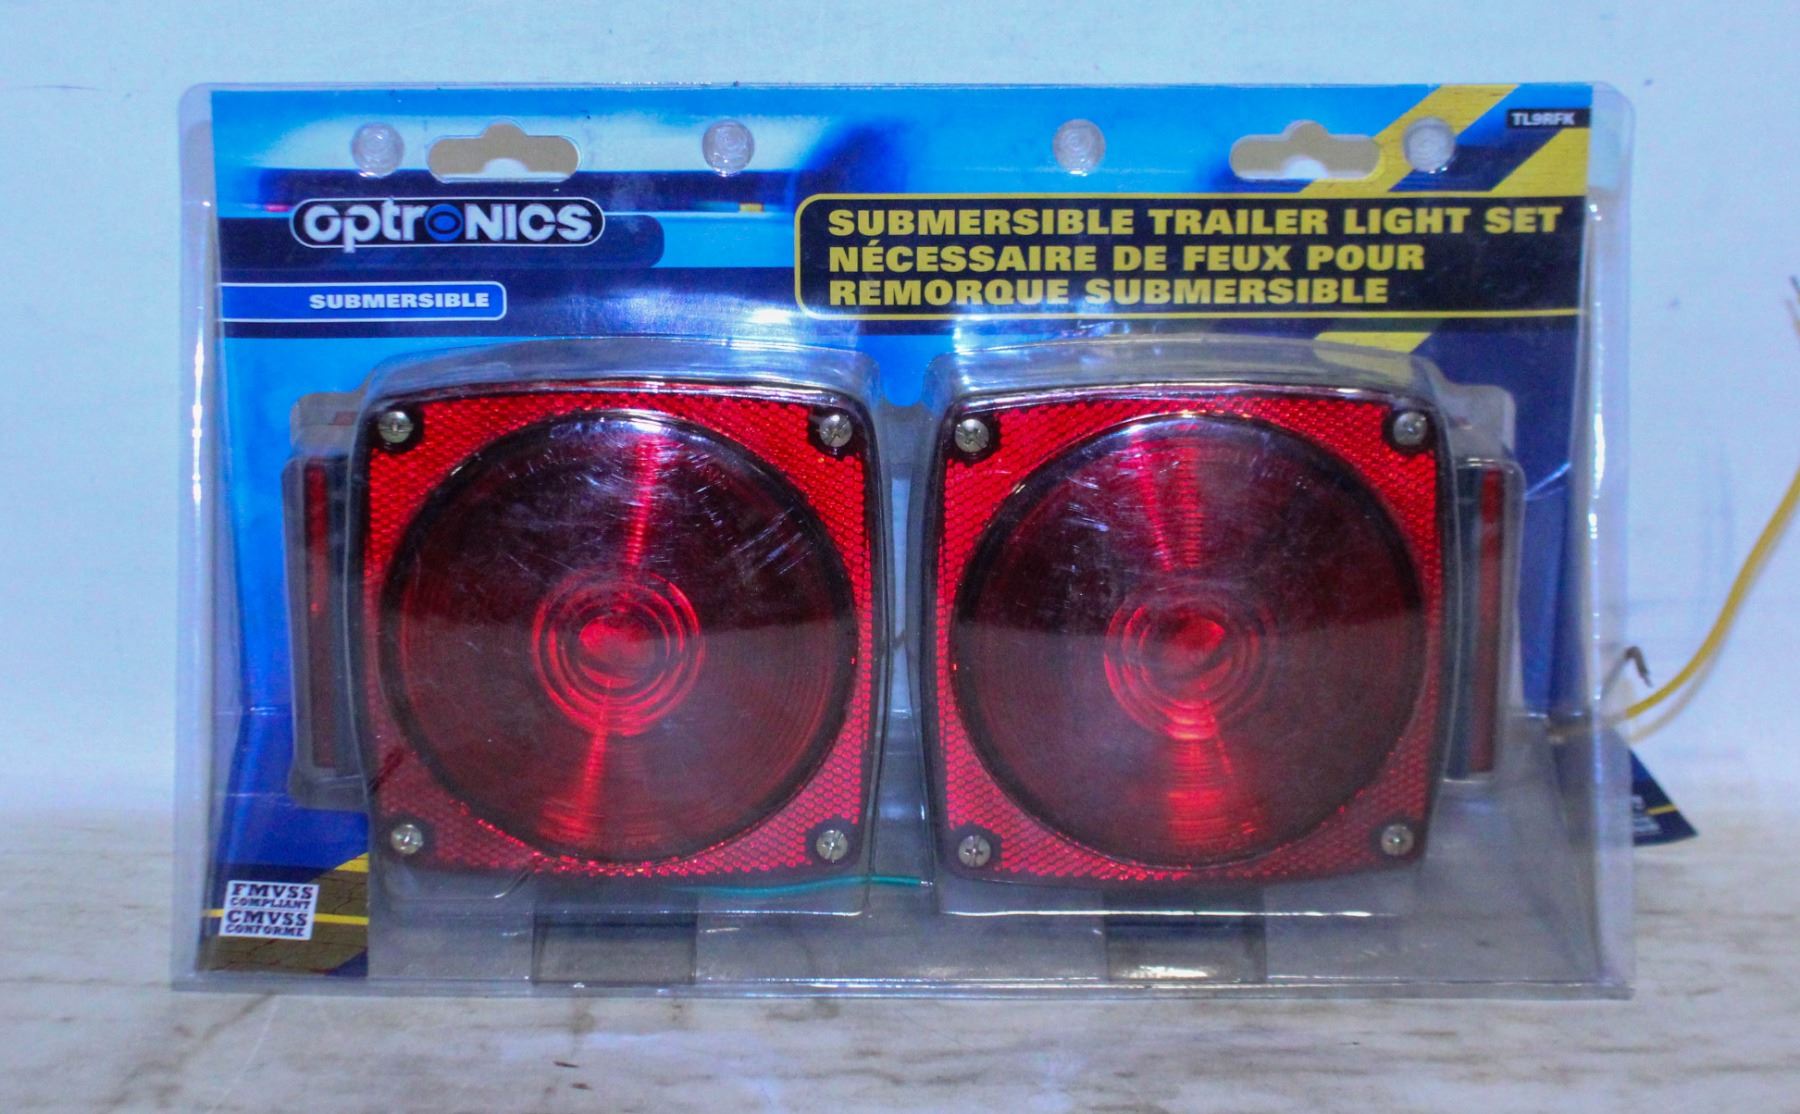 TL9RFK
optronics
SUBMERSIBLE
SUBMERSIBLE TRAILER LIGHT SET
NÉCESSAIRE DE FEUX POUR
REMORQUE SUBMERSIBLE
FMVSS
COMPLIANT
CMVSS
CONFORME